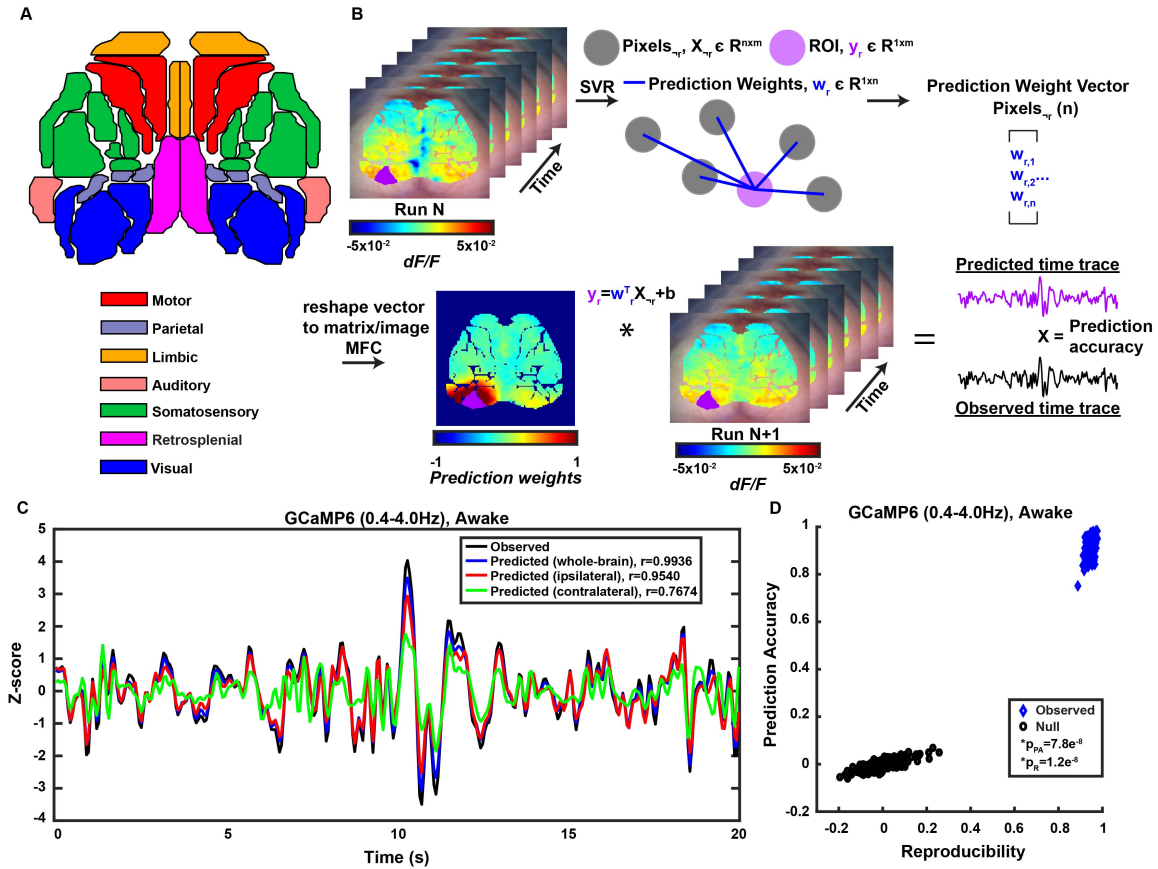 A
Motor
Parietal
Limbic
Auditory
Somatosensory
Retrosplenial
Visual
B
Run N
Time
-5x10⁻² 5x10⁻²
dF/F
SVR
Pixels¬r, X¬r ϵ Rⁿˣᵐ
ROI, yr ϵ R¹ˣᵐ
Prediction Weights, wr ϵ R¹ˣⁿ
Prediction Weight Vector
Pixels¬r (n)
wr,1
wr,2...
wr,n
reshape vector
to matrix/image
MFC
-1 1
Prediction weights
yr=wᵀrX¬r+b
*
Run N+1
Time
-5x10⁻² 5x10⁻²
dF/F
=
Predicted time trace
X = Prediction
accuracy
Observed time trace
C
GCaMP6 (0.4-4.0Hz), Awake
Observed
Predicted (whole-brain), r=0.9936
Predicted (ipsilateral), r=0.9540
Predicted (contralateral), r=0.7674
Z-score
5
4
3
2
1
0
-1
-2
-3
-4
0 5 10 15 20
Time (s)
D
GCaMP6 (0.4-4.0Hz), Awake
Prediction Accuracy
1
0.8
0.6
0.4
0.2
0
-0.2
Observed
Null
*pPA=7.8e⁻⁸
*pR=1.2e⁻⁸
-0.2 0 0.2 0.4 0.6 0.8 1
Reproducibility